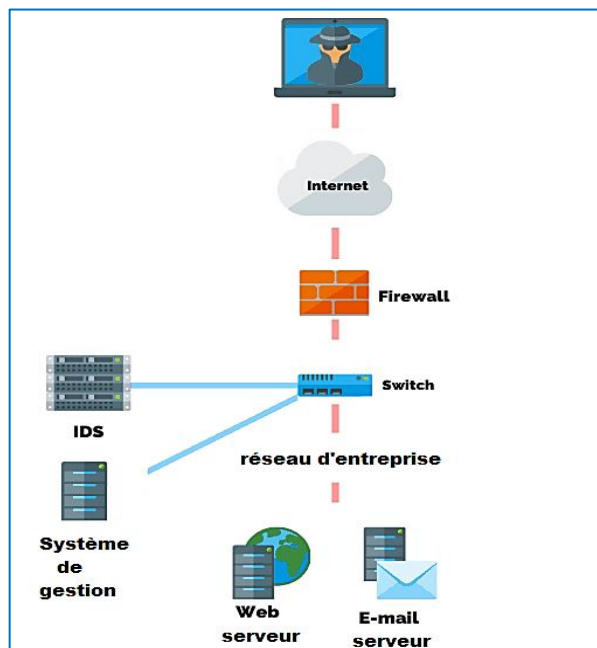 Internet
Firewall
Switch
IDS
réseau d'entreprise
Système
de
gestion
Web
serveur
E-mail
serveur